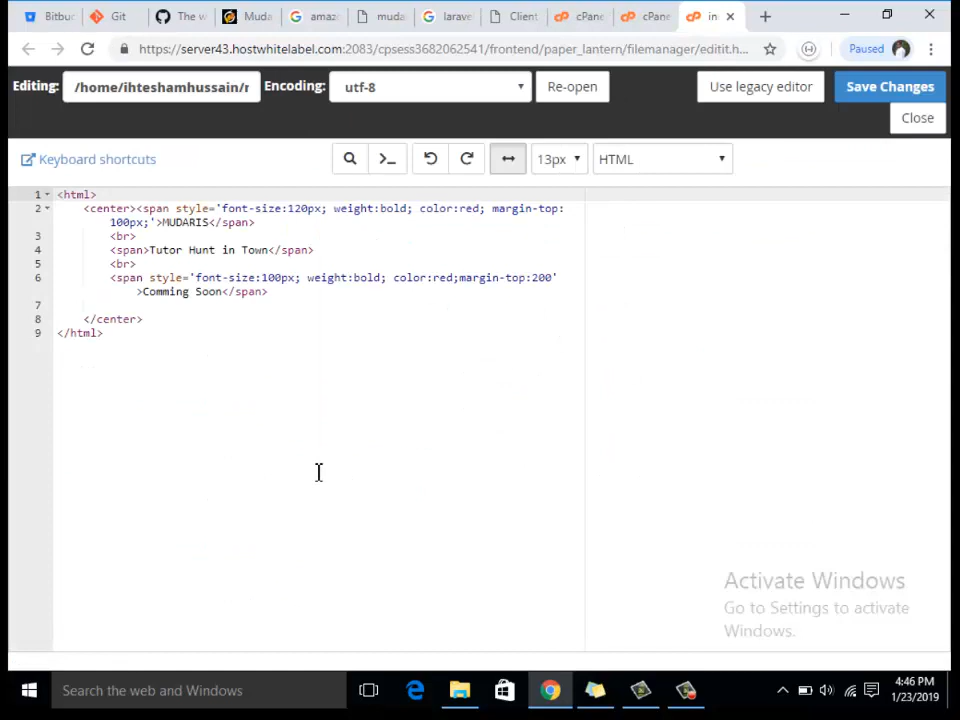 Bitbu
Git
The w
Muda
amaz
muda
larave
Client
cPane
cPane
in
https://server43.hostwhitelabel.com:2083/cpsess3682062541/frontend/paper_lantern/filemanager/editit.h...
Paused
Editing:
/home/ihteshamhussain/r
Encoding:
utf-8
Re-open
Use legacy editor
Save Changes
Close
Keyboard shortcuts
13px
HTML
1 <html>
2 <center><span style='font-size:120px; weight:bold; color:red; margin-top:
100px;'>MUDARIS</span>
3 <br>
4 <span>Tutor Hunt in Town</span>
5 <br>
6 <span style='font-size:100px; weight:bold; color:red;margin-top:200'
>Comming Soon</span>
7
8 </center>
9 </html>
Activate Windows
Go to Settings to activate
Windows.
Search the web and Windows
4:46 PM
1/23/2019